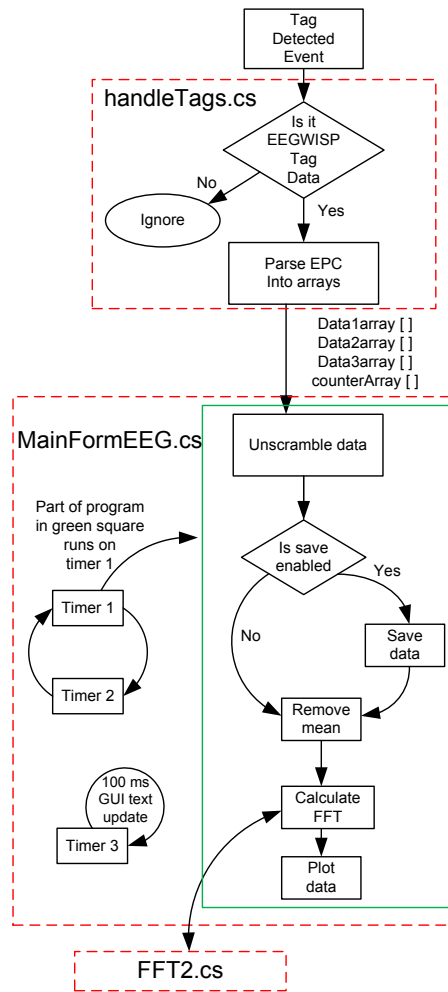 Tag
Detected
Event
handleTags.cs
Is it
EEGWISP
Tag
Data
No
Yes
Ignore
Parse EPC
Into arrays
Data1array [ ]
Data2array [ ]
Data3array [ ]
counterArray [ ]
MainFormEEG.cs
Unscramble data
Part of program
in green square
runs on
timer 1
Is save
enabled
Yes
No
Timer 1
Save
data
Timer 2
Remove
mean
100 ms
GUI text
update
Timer 3
Calculate
FFT
Plot
data
FFT2.cs